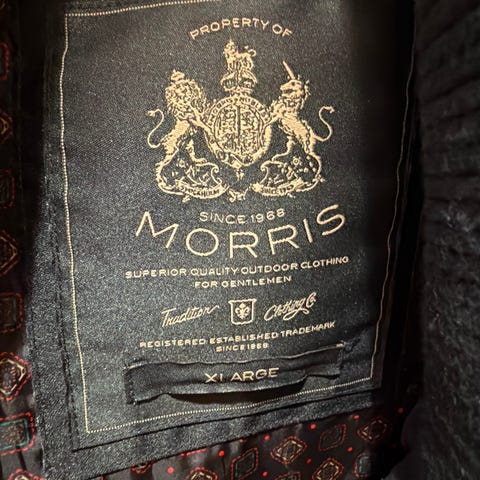 PROPERTY OF
SINCE 1968
MORRIS
SUPERIOR QUALITY OUTDOOR CLOTHING
FOR GENTLEMEN
Tradition Clothing Co
REGISTERED ESTABLISHED TRADEMARK
SINCE 1968
XLARGE